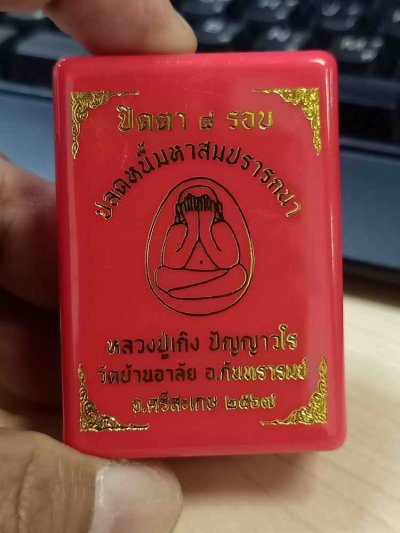 ปิดตา ๘ รอบ
ปลดหนี้มหาสมปรารถนา
หลวงปู่เกิ่ง ปัญญาวโร
วัดบ้านอาลัย อ.กันทรารมย์
จ.ศรีสะเกษ ๒๕๖๗